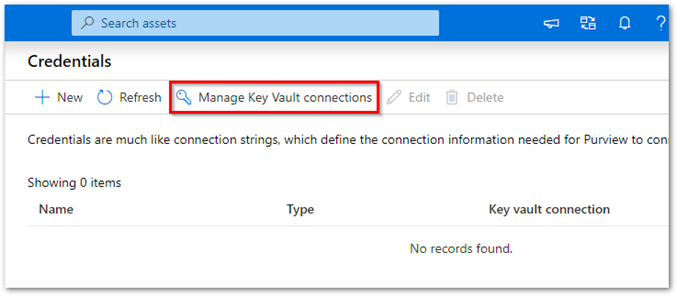 Search assets
Credentials
New Refresh Manage Key Vault connections Edit Delete
Credentials are much like connection strings, which define the connection information needed for Purview to con
Showing 0 items
Name Type Key vault connection
No records found.